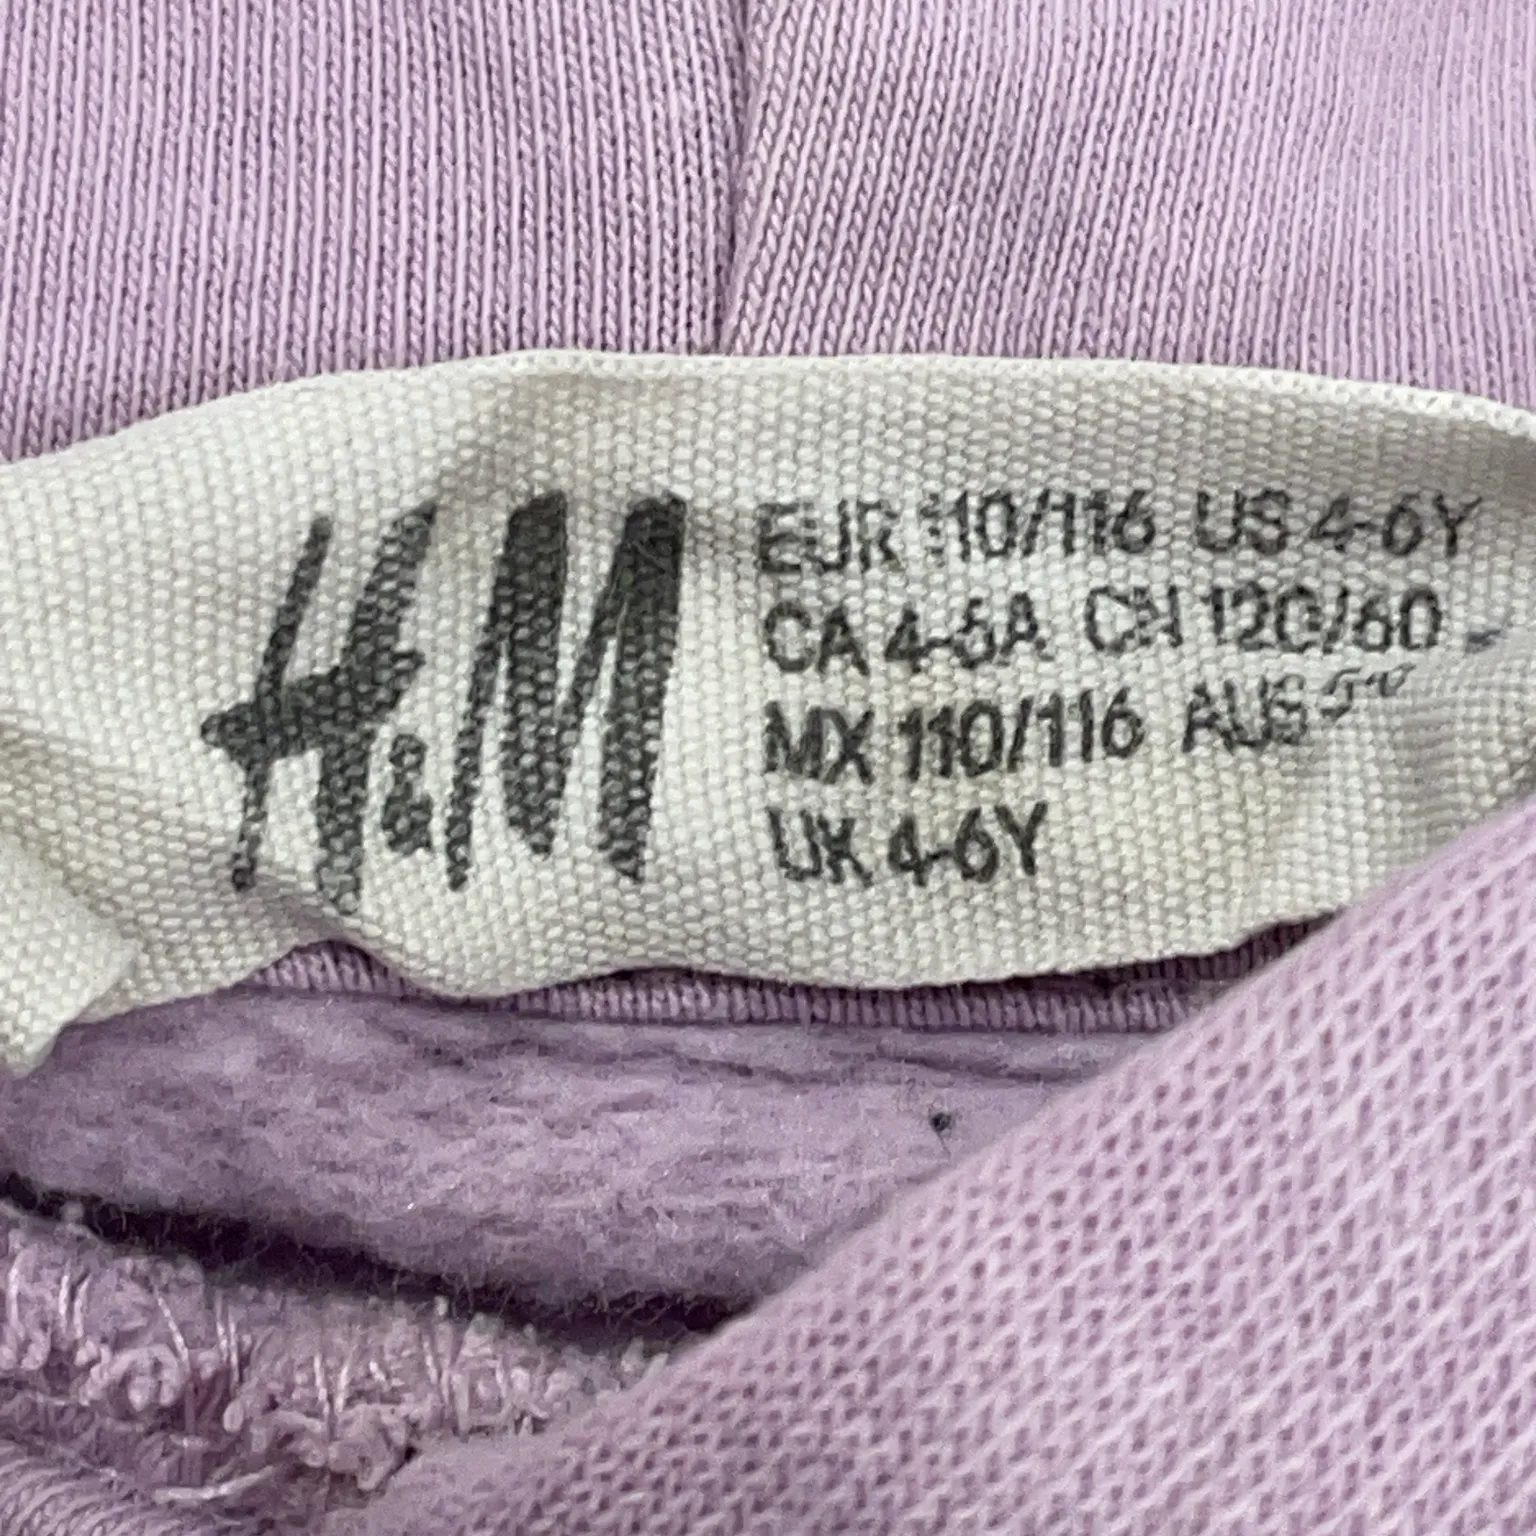 H&M
EUR 110/116 US 4-6Y
CA 4-6A CN 120/60
MX 110/116 AUS
UK 4-6Y